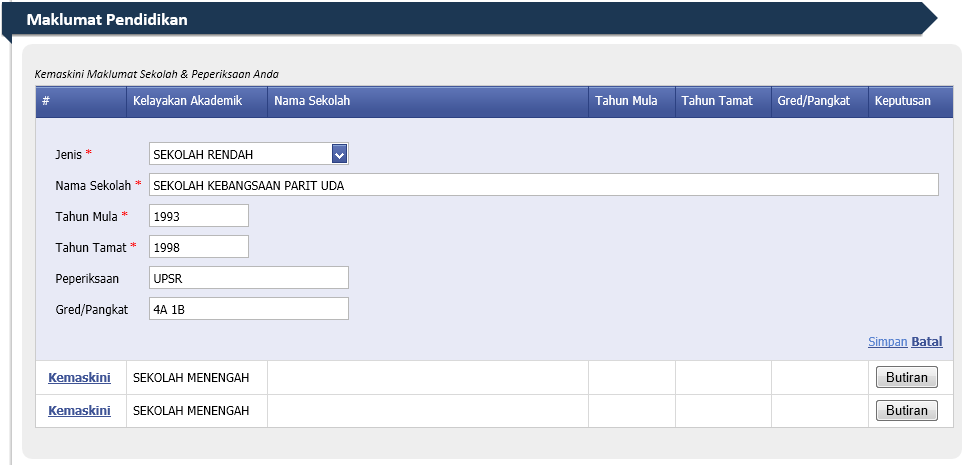 Maklumat Pendidikan
Kemaskini Maklumat Sekolah & Peperiksaan Anda
# Kelayakan Akademik Nama Sekolah Tahun Mula Tahun Tamat Gred/Pangkat Keputusan
Jenis * SEKOLAH RENDAH
Nama Sekolah * SEKOLAH KEBANGSAAN PARIT UDA
Tahun Mula * 1993
Tahun Tamat * 1998
Peperiksaan UPSR
Gred/Pangkat 4A 1B
Simpan Batal
Kemaskini SEKOLAH MENENGAH Butiran
Kemaskini SEKOLAH MENENGAH Butiran